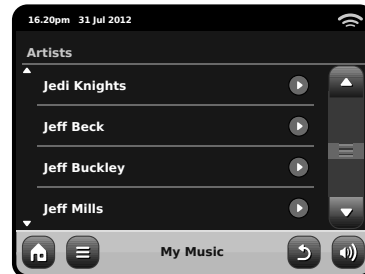 16.20pm 31 Jul 2012
Artists
Jedi Knights
Jeff Beck
Jeff Buckley
Jeff Mills
My Music